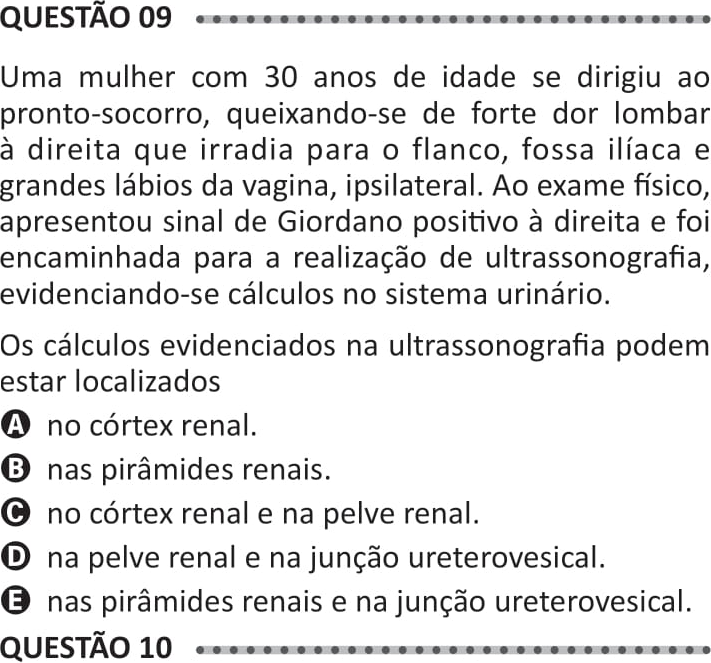 QUESTÃO 09
Uma mulher com 30 anos de idade se dirigiu ao
pronto-socorro, queixando-se de forte dor lombar
à direita que irradia para o flanco, fossa ilíaca e
grandes lábios da vagina, ipsilateral. Ao exame físico,
apresentou sinal de Giordano positivo à direita e foi
encaminhada para a realização de ultrassonografia,
evidenciando-se cálculos no sistema urinário.
Os cálculos evidenciados na ultrassonografia podem
estar localizados
A no córtex renal.
B nas pirâmides renais.
C no córtex renal e na pelve renal.
D na pelve renal e na junção ureterovesical.
E nas pirâmides renais e na junção ureterovesical.
QUESTÃO 10